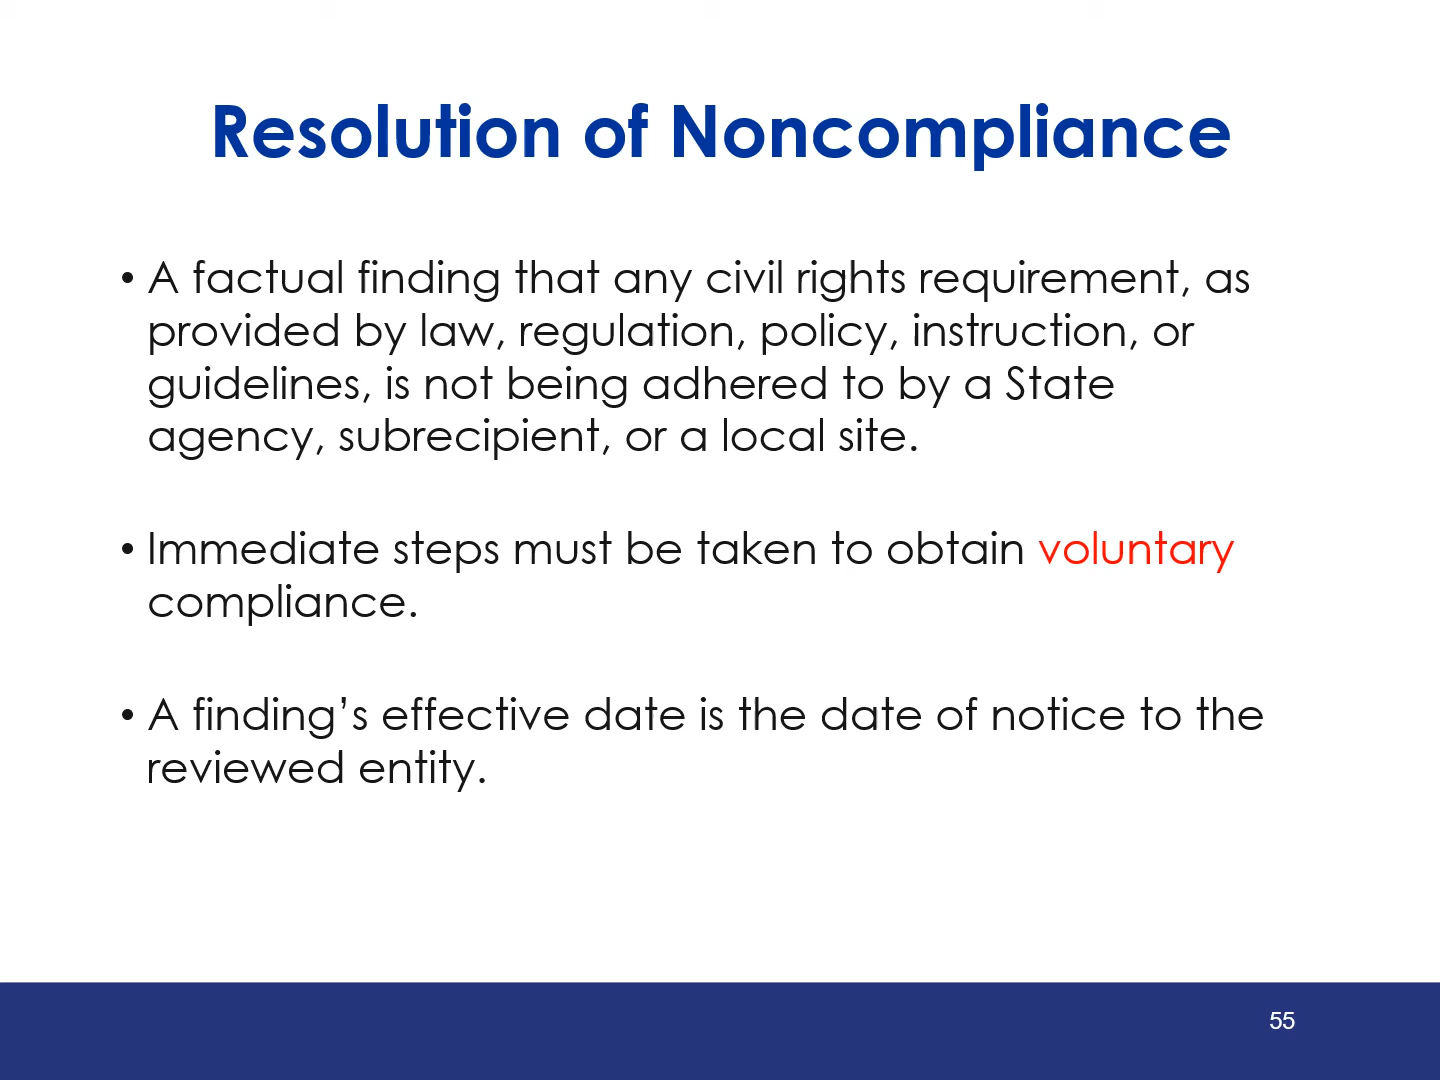 Resolution of Noncompliance
• A factual finding that any civil rights requirement, as
provided by law, regulation, policy, instruction, or
guidelines, is not being adhered to by a State
agency, subrecipient, or a local site.
• Immediate steps must be taken to obtain voluntary
compliance.
• A finding’s effective date is the date of notice to the
reviewed entity.
55